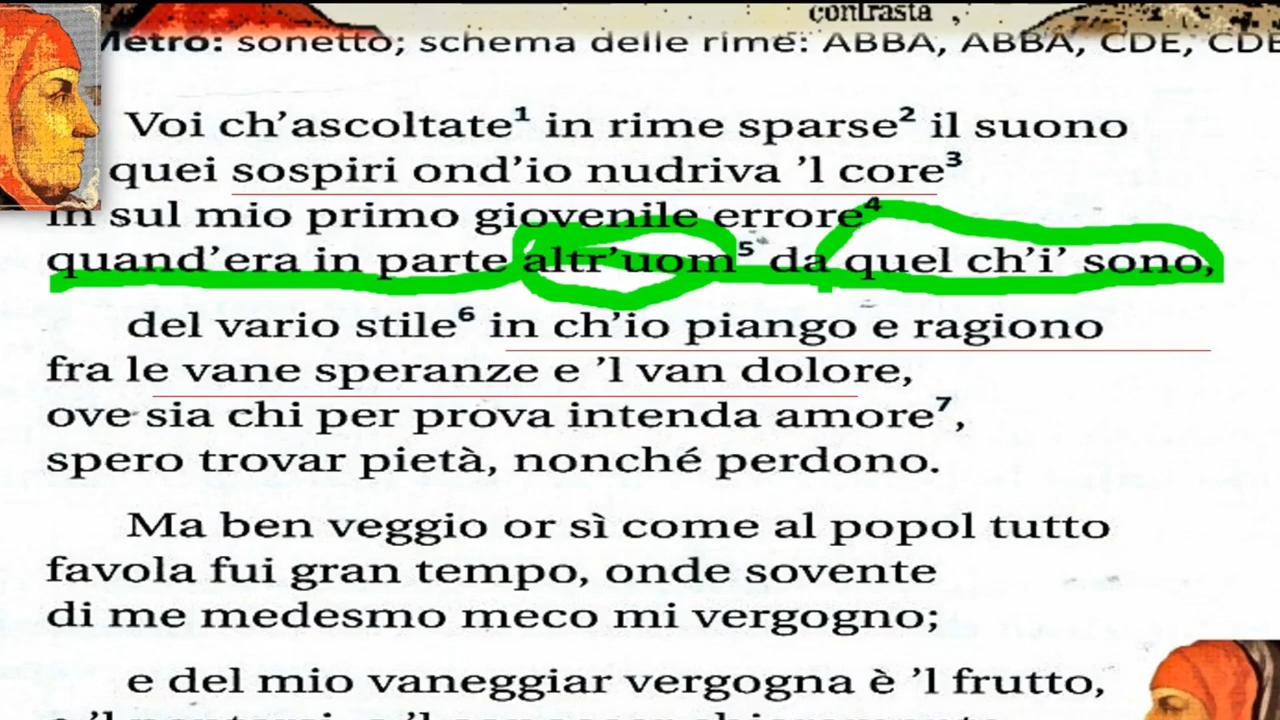 contrasta ,
Metro: sonetto; schema delle rime: ABBA, ABBA, CDE, CDE
Voi ch’ascoltate¹ in rime sparse² il suono
quei sospiri ond’io nudriva ’l core³
in sul mio primo giovenile errore⁴
quand’era in parte altr’uom⁵ da quel ch’i’ sono,
del vario stile⁶ in ch’io piango e ragiono
fra le vane speranze e ’l van dolore,
ove sia chi per prova intenda amore⁷,
spero trovar pietà, nonché perdono.
Ma ben veggio or sì come al popol tutto
favola fui gran tempo, onde sovente
di me medesmo meco mi vergogno;
e del mio vaneggiar vergogna è ’l frutto,